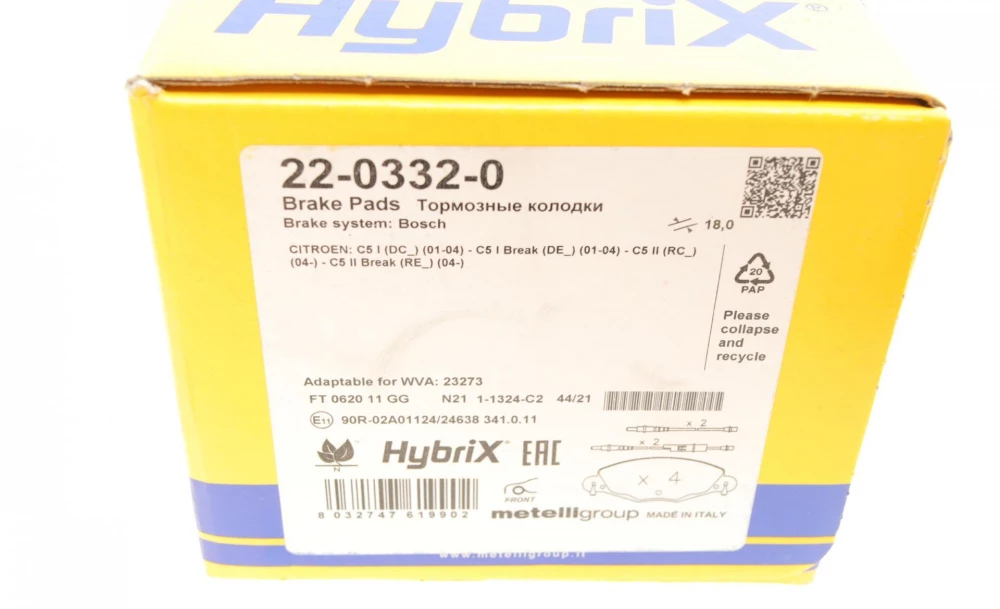 HybriX®
22-0332-0
Brake Pads Тормозные колодки
Brake system: Bosch
18,0
CITROEN: C5 I (DC_) (01-04) - C5 I Break (DE_) (01-04) - C5 II (RC_)
(04-) - C5 II Break (RE_) (04-)
20
PAP
Please
collapse
and
recycle
Adaptable for WVA: 23273
FT 0620 11 GG N21 1-1324-C2 44/21
E11 90R-02A01124/24638 341.0.11
x 2
x 2
N
HybriX® EAC
x 4
FRONT
8 032747 619902
metelligroup MADE IN ITALY
www.metelligroup.it